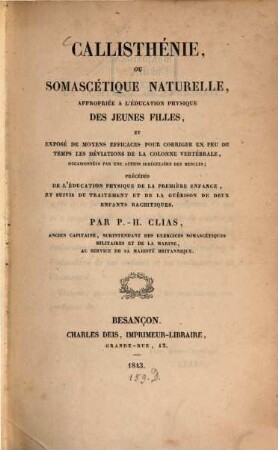 CALLISTHÉNIE,
OU
SOMASCÉTIQUE NATURELLE,
APPROPRIÉE A L'ÉDUCATION PHYSIQUE
DES JEUNES FILLES,
ET
EXPOSÉ DE MOYENS EFFICACES POUR CORRIGER EN PEU DE
TEMPS LES DÉVIATIONS DE LA COLONNE VERTÉBRALE,
OCCASIONNÉES PAR UNE ACTION IRRÉGULIÈRE DES MUSCLES;
PRÉCÉDÉS
DE L'ÉDUCATION PHYSIQUE DE LA PREMIÈRE ENFANCE,
ET SUIVIS DU TRAITEMENT ET DE LA GUÉRISON DE DEUX
ENFANTS RACHITIQUES.
PAR P.-H. CLIAS,
ANCIEN CAPITAINE, SURINTENDANT DES EXERCICES SOMASCÉTIQUES
MILITAIRES ET DE LA MARINE,
AU SERVICE DE SA MAJESTÉ BRITANNIQUE.
BESANÇON.
CHARLES DEIS, IMPRIMEUR-LIBRAIRE,
GRANDE-RUE, 43.
1843.
159.D.